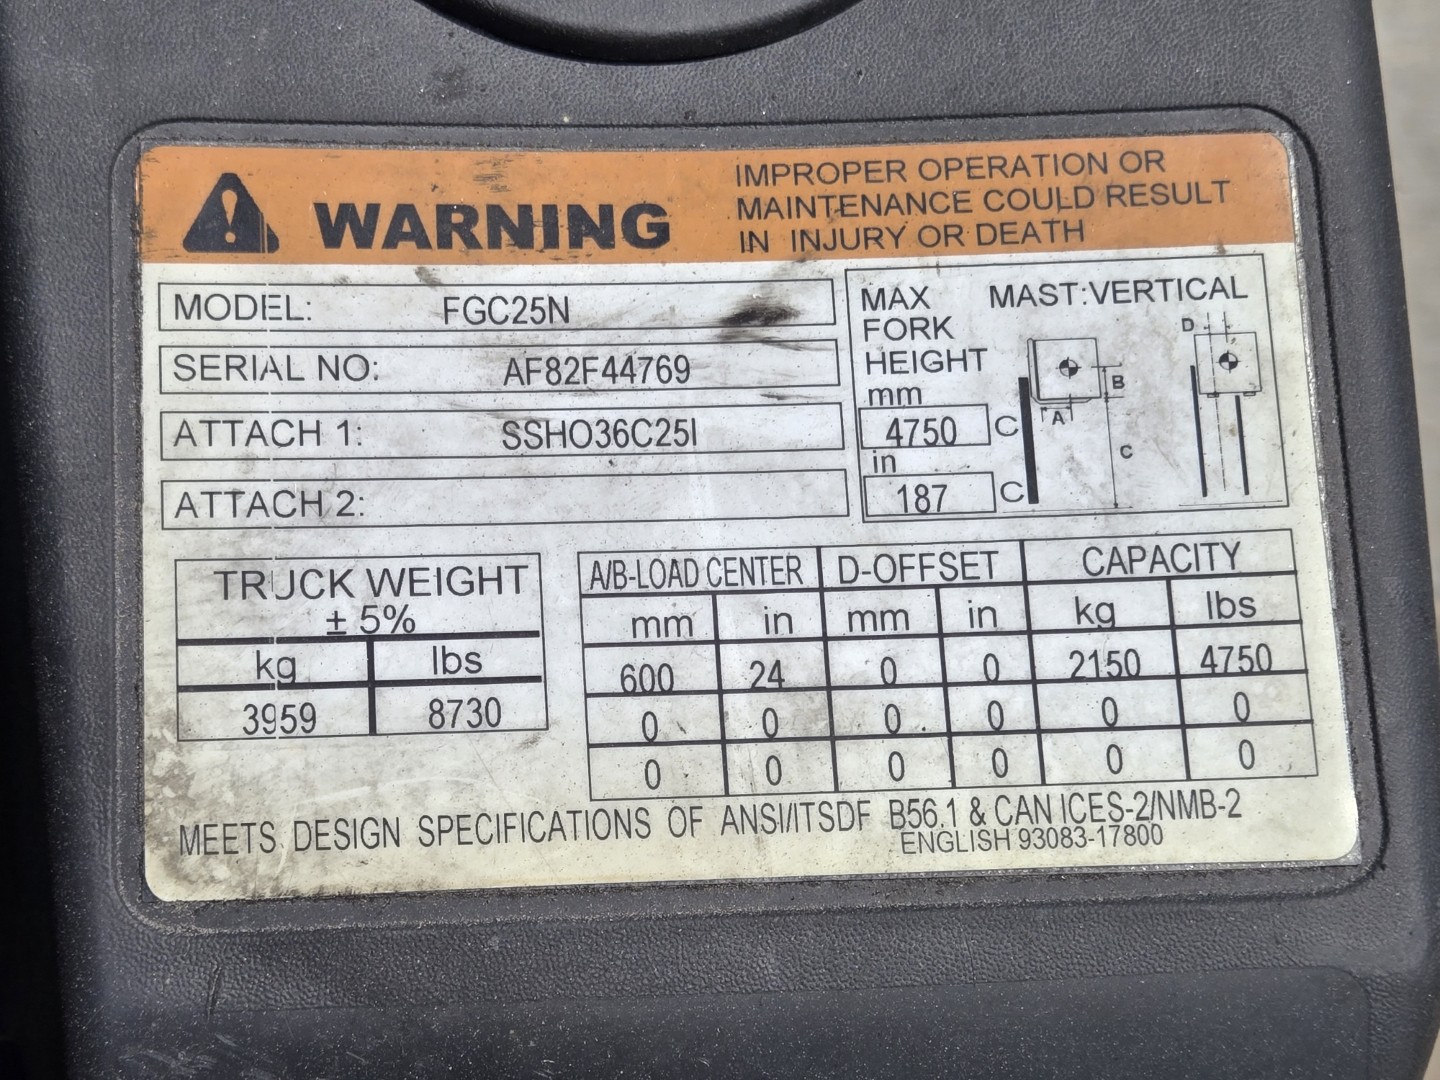 WARNING
IMPROPER OPERATION OR
MAINTENANCE COULD RESULT
IN INJURY OR DEATH
MODEL: FGC25N
SERIAL NO: AF82F44769
ATTACH 1: SSHO36C25I
ATTACH 2:
MAX
FORK
HEIGHT
mm
4750 C
in
187 C
MAST:VERTICAL
D
B
A
C
TRUCK WEIGHT
± 5%
kg lbs
3959 8730
A/B-LOAD CENTER D-OFFSET CAPACITY
mm in mm in kg lbs
600 24 0 0 2150 4750
0 0 0 0 0 0
0 0 0 0 0 0
MEETS DESIGN SPECIFICATIONS OF ANSI/ITSDF B56.1 & CAN ICES-2/NMB-2
ENGLISH 93083-17800